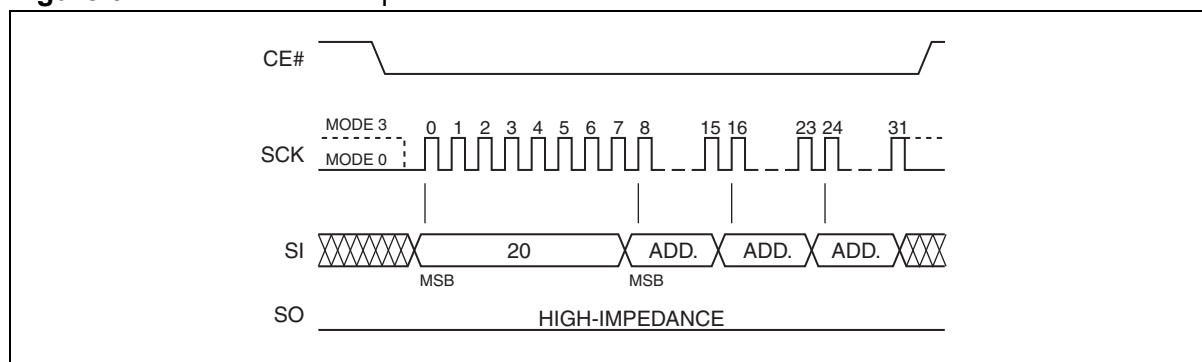 CE#
MODE 3
0 1 2 3 4 5 6 7 8 15 16 23 24 31
SCK
MODE 0
SI
20 ADD. ADD. ADD.
MSB MSB
SO
HIGH-IMPEDANCE